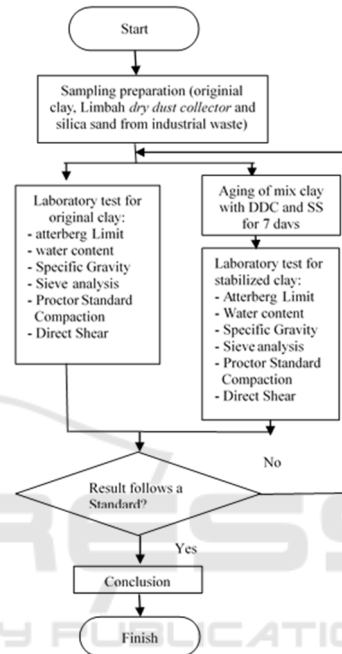 Start
Sampling preparation (originial
clay, Limbah dry dust collector and
silica sand from industrial waste)
Laboratory test for
original clay:
- atterberg Limit
- water content
- Specific Gravity
- Sieve analysis
- Proctor Standard
Compaction
- Direct Shear
Aging of mix clay
with DDC and SS
for 7 days
Laboratory test for
stabilized clay:
- Atterberg Limit
- Water content
- Specific Gravity
- Sieve analysis
- Proctor Standard
Compaction
- Direct Shear
No
Result follows a
Standard?
Yes
Conclusion
Finish